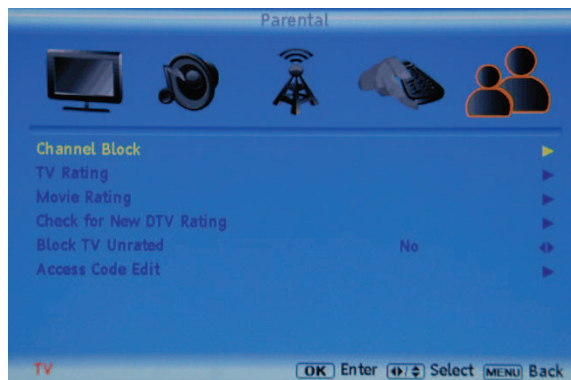 Parental
Channel Block
TV Rating
Movie Rating
Check for New DTV Rating
Block TV Unrated No
Access Code Edit
TV OK Enter Select MENU Back